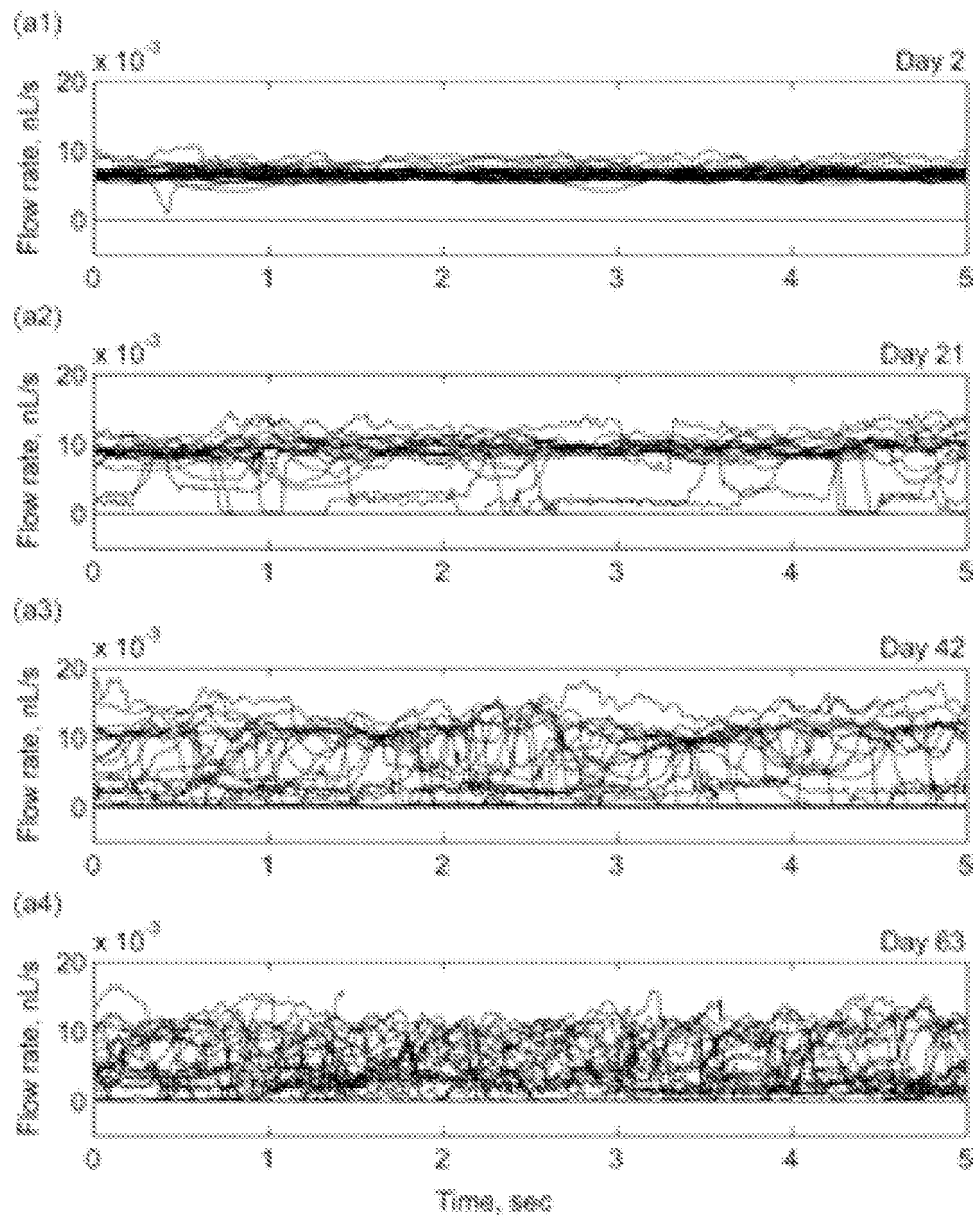 (a1)
x 10⁻³
Day 2
20
10
0
Flow rate, nL/s
0 1 2 3 4 5
(a2)
x 10⁻³
Day 21
20
10
0
Flow rate, nL/s
0 1 2 3 4 5
(a3)
x 10⁻³
Day 42
20
10
0
Flow rate, nL/s
0 1 2 3 4 5
(a4)
x 10⁻³
Day 63
20
10
0
Flow rate, nL/s
0 1 2 3 4 5
Time, sec